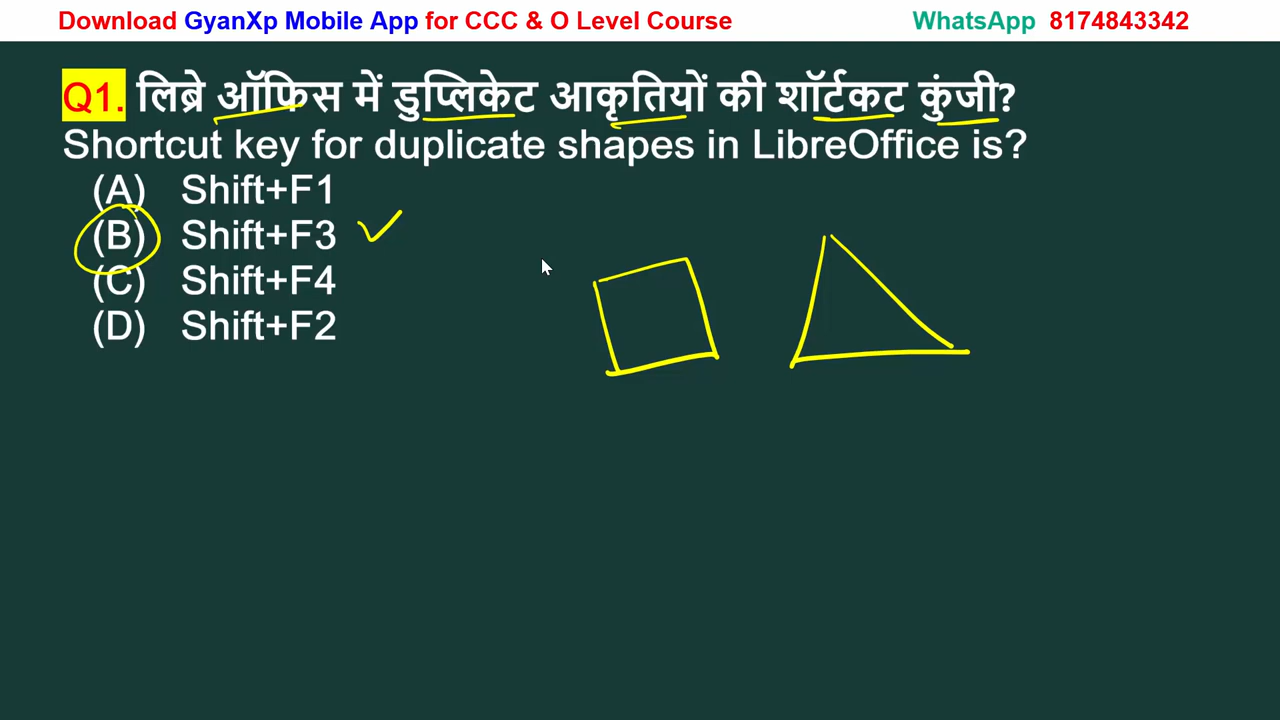 Download GyanXp Mobile App for CCC & O Level Course WhatsApp 8174843342
Q1. लिब्रे ऑफिस में डुप्लिकेट आकृतियों की शॉर्टकट कुंजी?
Shortcut key for duplicate shapes in LibreOffice is?
(A) Shift+F1
(B) Shift+F3
(C) Shift+F4
(D) Shift+F2